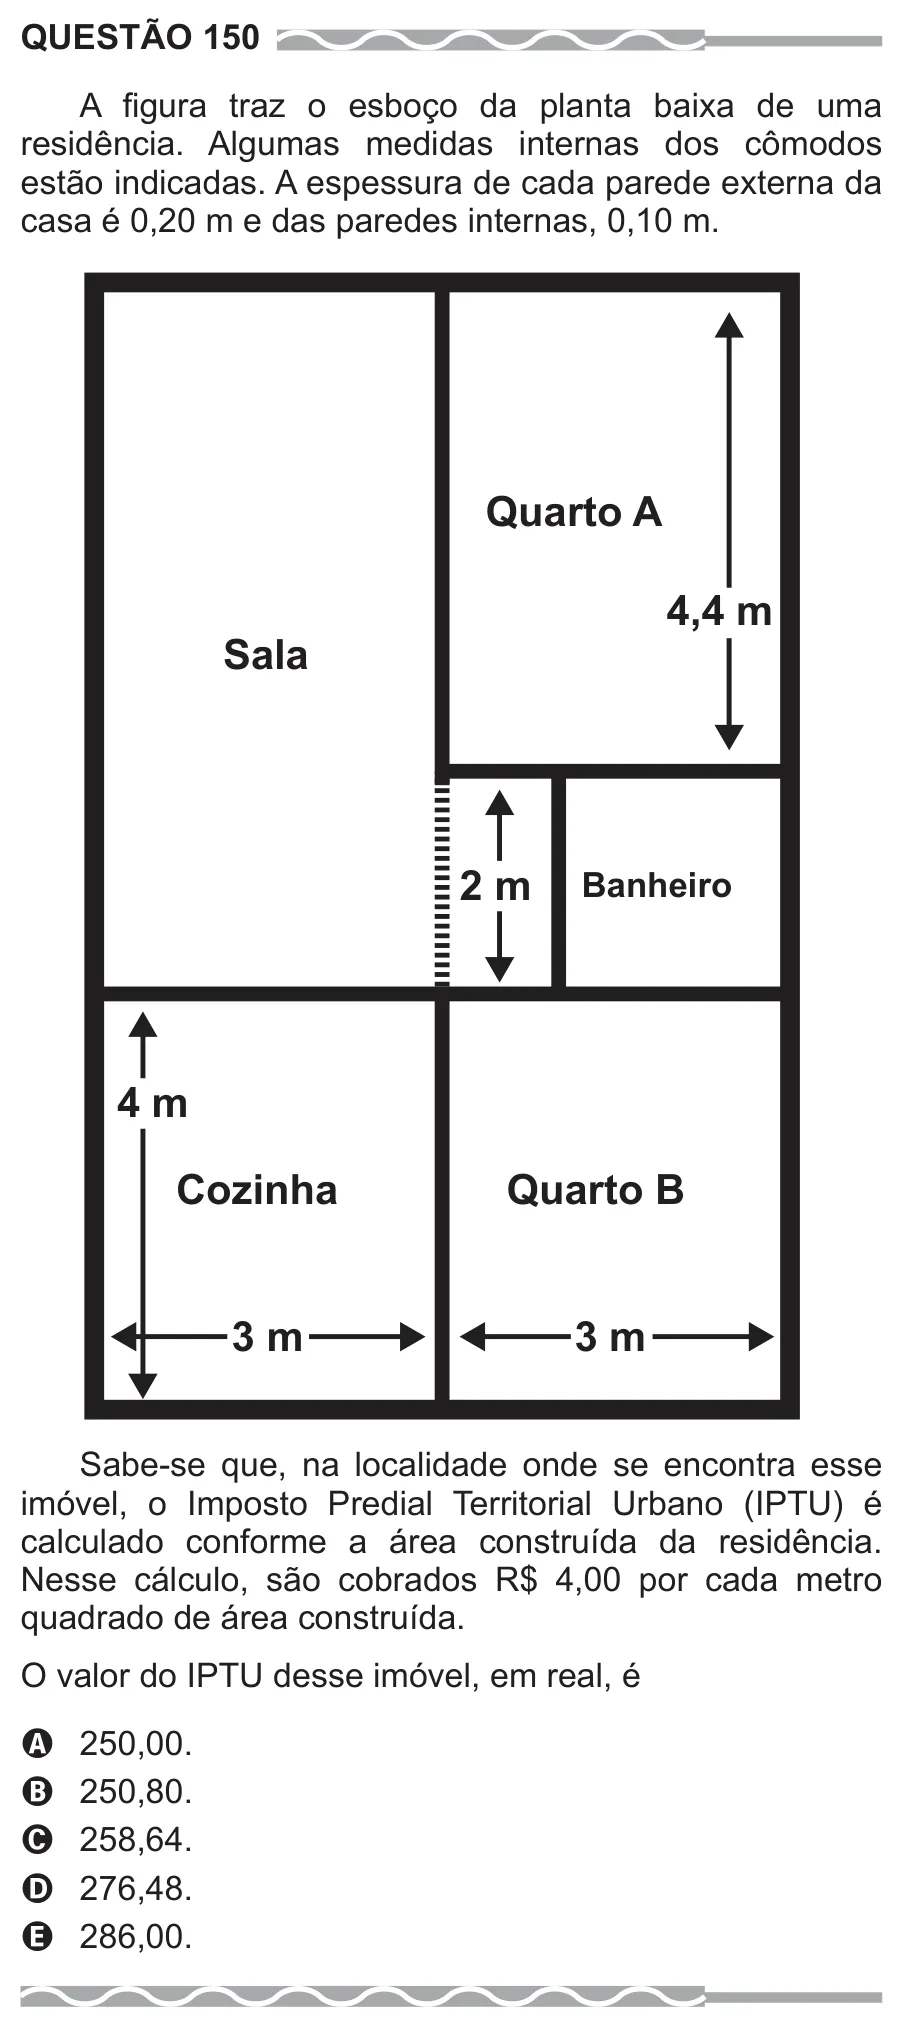 QUESTÃO 150
A figura traz o esboço da planta baixa de uma
residência. Algumas medidas internas dos cômodos
estão indicadas. A espessura de cada parede externa da
casa é 0,20 m e das paredes internas, 0,10 m.
Quarto A
4,4 m
Sala
2 m
Banheiro
4 m
Cozinha
Quarto B
3 m
3 m
Sabe-se que, na localidade onde se encontra esse
imóvel, o Imposto Predial Territorial Urbano (IPTU) é
calculado conforme a área construída da residência.
Nesse cálculo, são cobrados R$ 4,00 por cada metro
quadrado de área construída.
O valor do IPTU desse imóvel, em real, é
A 250,00.
B 250,80.
C 258,64.
D 276,48.
E 286,00.